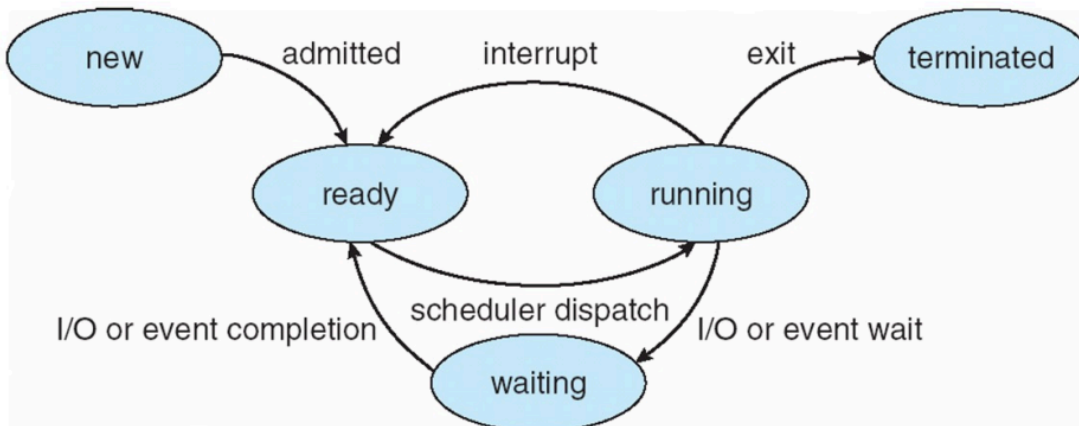 new
admitted
interrupt
exit
terminated
ready
running
scheduler dispatch
I/O or event completion
I/O or event wait
waiting